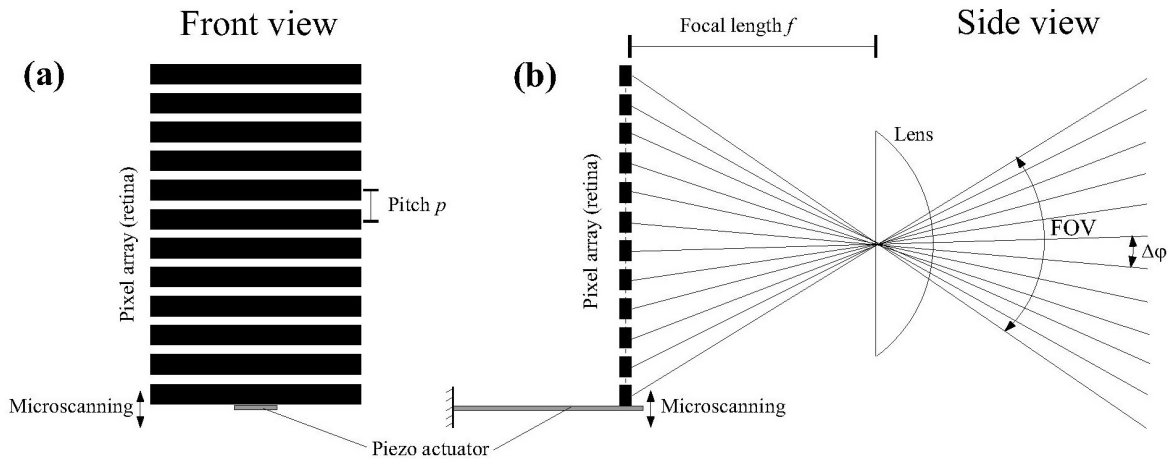 Front view
Side view
(a)
(b)
Focal length f
Pixel array (retina)
Pitch p
Pixel array (retina)
Lens
FOV
Δφ
Microscanning
Microscanning
Piezo actuator